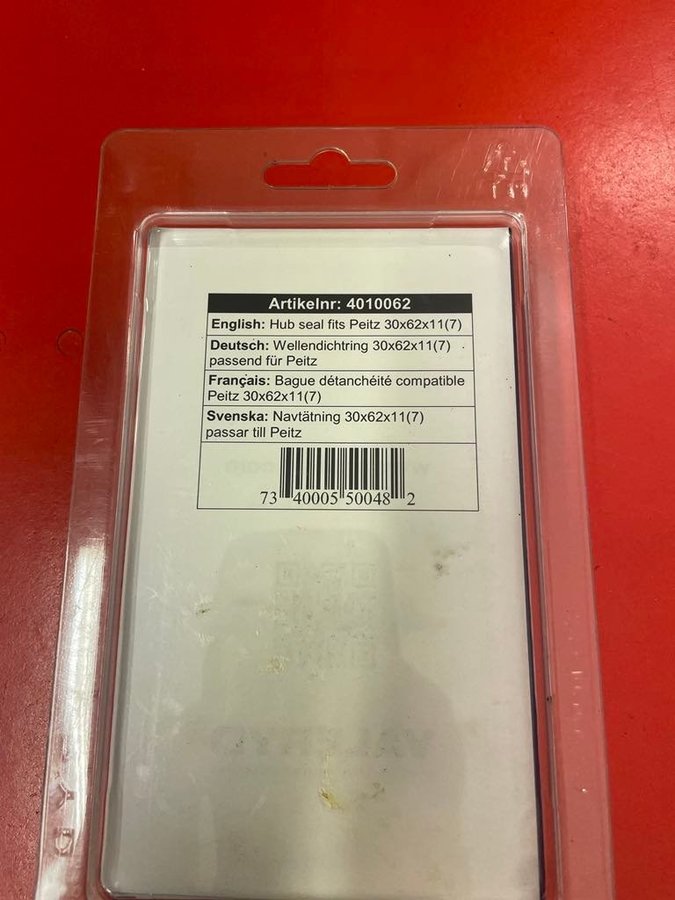 Artikelnr: 4010062
English: Hub seal fits Peitz 30x62x11(7)
Deutsch: Wellendichtring 30x62x11(7)
passend für Peitz
Français: Bague détanchéité compatible
Peitz 30x62x11(7)
Svenska: Navtätning 30x62x11(7)
passar till Peitz
73 40005 50048 2